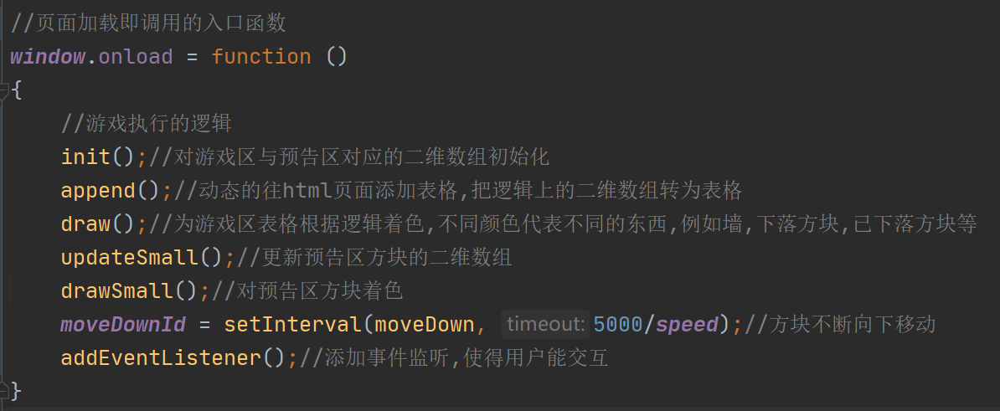 //页面加载即调用的入口函数
window.onload = function ()
{
//游戏执行的逻辑
init();//对游戏区与预告区对应的二维数组初始化
append();//动态的往html页面添加表格,把逻辑上的二维数组转为表格
draw();//为游戏区表格根据逻辑着色,不同颜色代表不同的东西,例如墙,下落方块,已下落方块等
updateSmall();//更新预告区方块的二维数组
drawSmall();//对预告区方块着色
moveDownId = setInterval(moveDown, timeout: 5000/speed);//方块不断向下移动
addEventListener();//添加事件监听,使得用户能交互
}